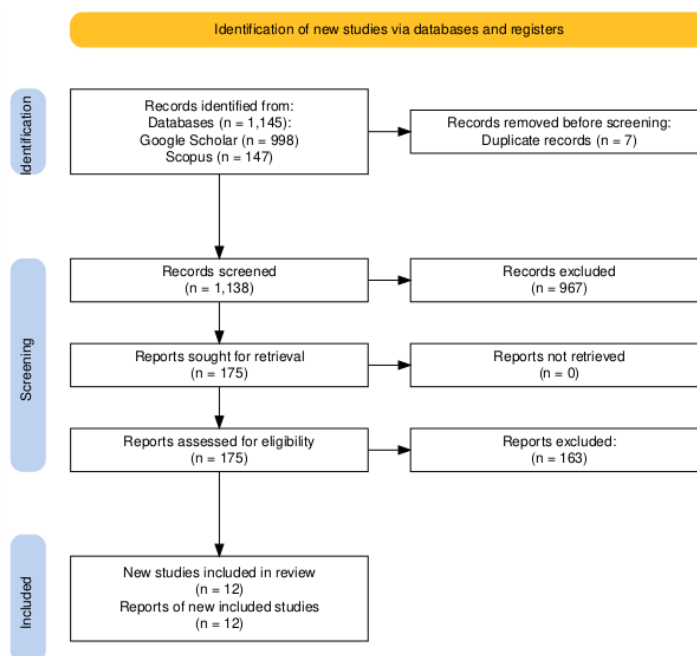 Identification of new studies via databases and registers
Identification
Records identified from:
Databases (n = 1,145):
Google Scholar (n = 998)
Scopus (n = 147)
Records removed before screening:
Duplicate records (n = 7)
Screening
Records screened
(n = 1,138)
Records excluded
(n = 967)
Reports sought for retrieval
(n = 175)
Reports not retrieved
(n = 0)
Reports assessed for eligibility
(n = 175)
Reports excluded:
(n = 163)
Included
New studies included in review
(n = 12)
Reports of new included studies
(n = 12)